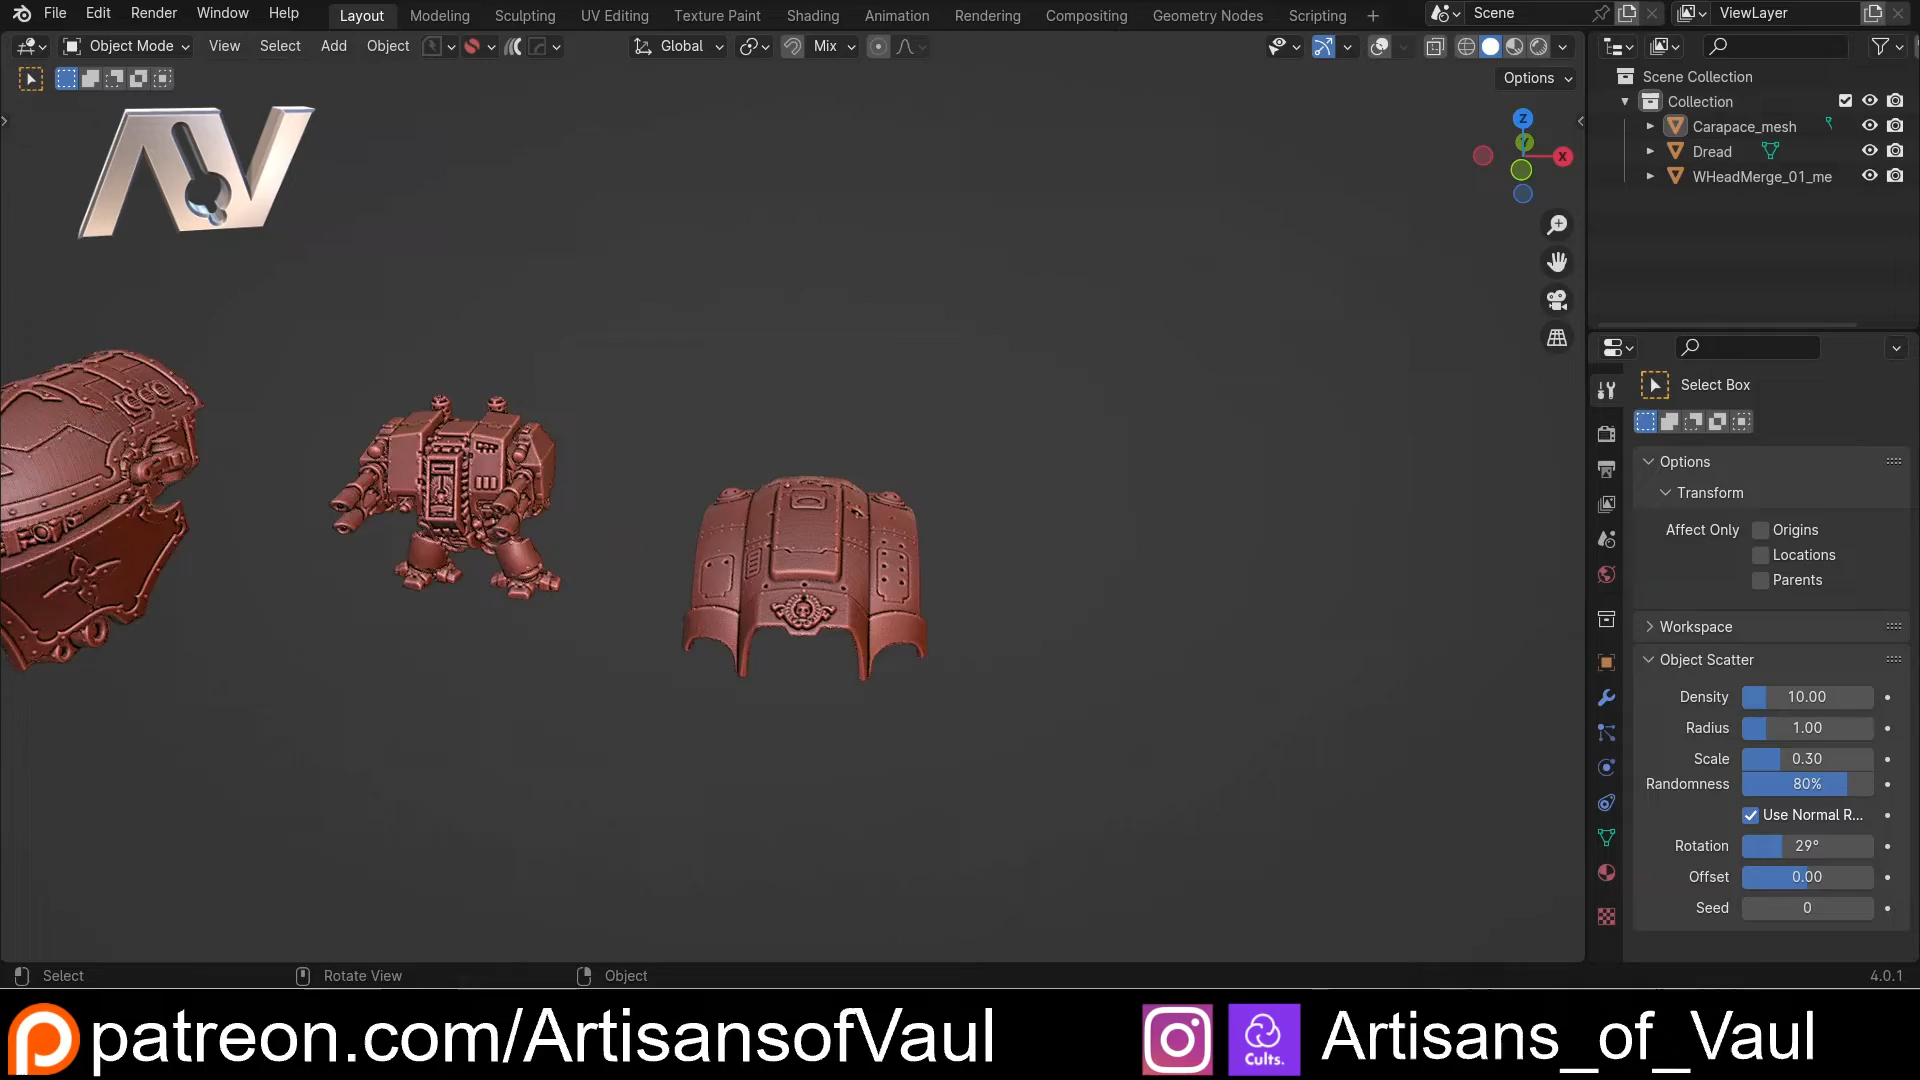 File Edit Render Window Help Layout Modeling Sculpting UV Editing Texture Paint Shading Animation Rendering Compositing Geometry Nodes Scripting + Scene ViewLayer
Object Mode View Select Add Object Global Mix
Options
Z
Y
X
AV
Scene Collection
Collection
Carapace_mesh
Dread
WHeadMerge_01_me
Select Box
Options
Transform
Affect Only Origins
Locations
Parents
Workspace
Object Scatter
Density 10.00
Radius 1.00
Scale 0.30
Randomness 80%
Use Normal R...
Rotation 29°
Offset 0.00
Seed 0
Select Rotate View Object 4.0.1
patreon.com/ArtisansofVaul Cults. Artisans_of_Vaul